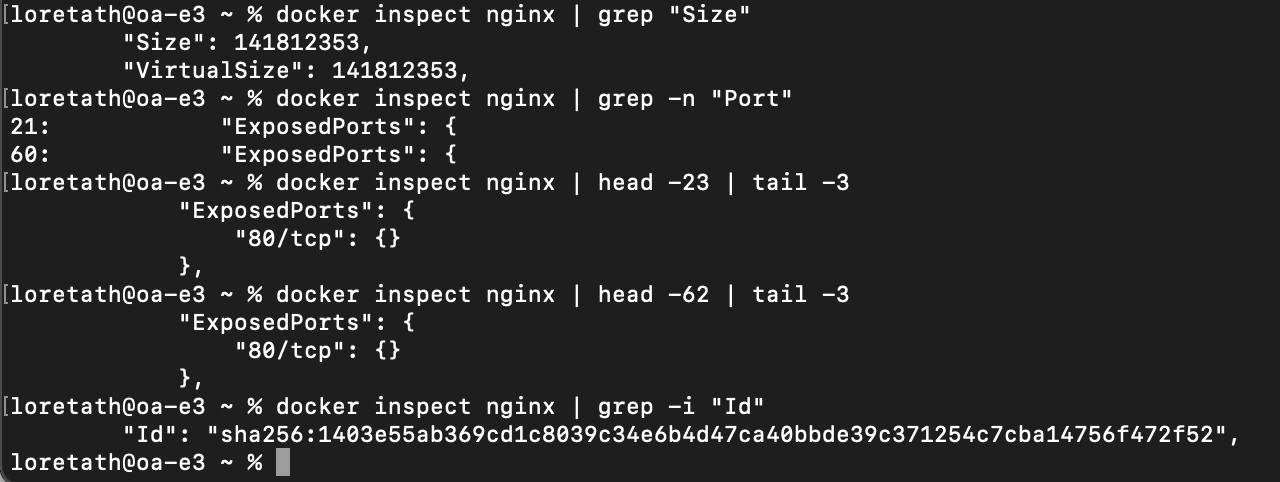 [loretath@oa-e3 ~ % docker inspect nginx | grep "Size"
        "Size": 141812353,
        "VirtualSize": 141812353,
[loretath@oa-e3 ~ % docker inspect nginx | grep -n "Port"
21:            "ExposedPorts": {
60:            "ExposedPorts": {
[loretath@oa-e3 ~ % docker inspect nginx | head -23 | tail -3
            "ExposedPorts": {
                "80/tcp": {}
            },
[loretath@oa-e3 ~ % docker inspect nginx | head -62 | tail -3
            "ExposedPorts": {
                "80/tcp": {}
            },
[loretath@oa-e3 ~ % docker inspect nginx | grep -i "Id"
        "Id": "sha256:1403e55ab369cd1c8039c34e6b4d47ca40bbde39c371254c7cba14756f472f52",
loretath@oa-e3 ~ %